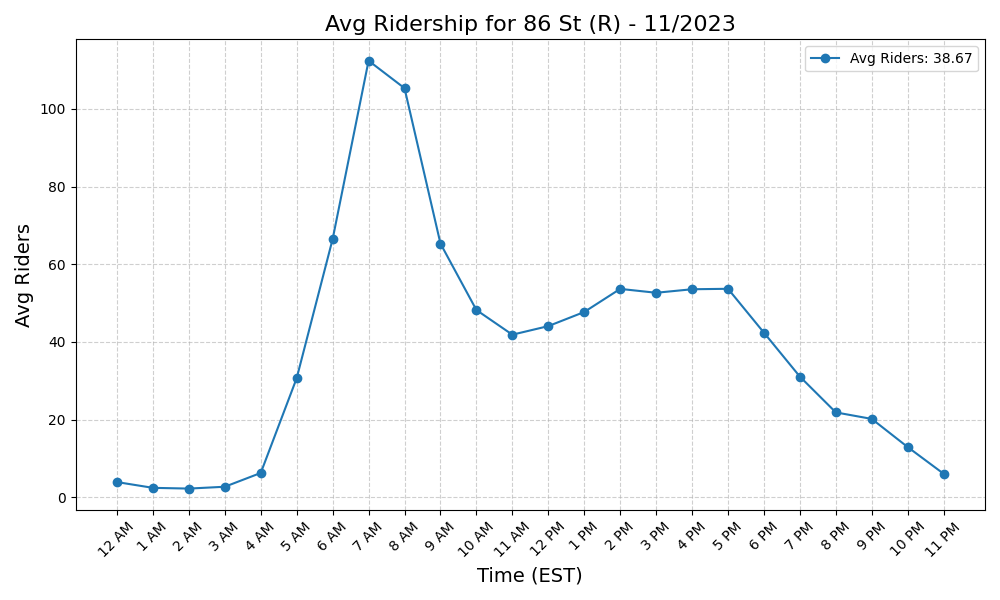 Avg Ridership for 86 St (R) - 11/2023
Avg Riders: 38.67
Avg Riders
100
80
60
40
20
0
12 AM
1 AM
2 AM
3 AM
4 AM
5 AM
6 AM
7 AM
8 AM
9 AM
10 AM
11 AM
12 PM
1 PM
2 PM
3 PM
4 PM
5 PM
6 PM
7 PM
8 PM
9 PM
10 PM
11 PM
Time (EST)